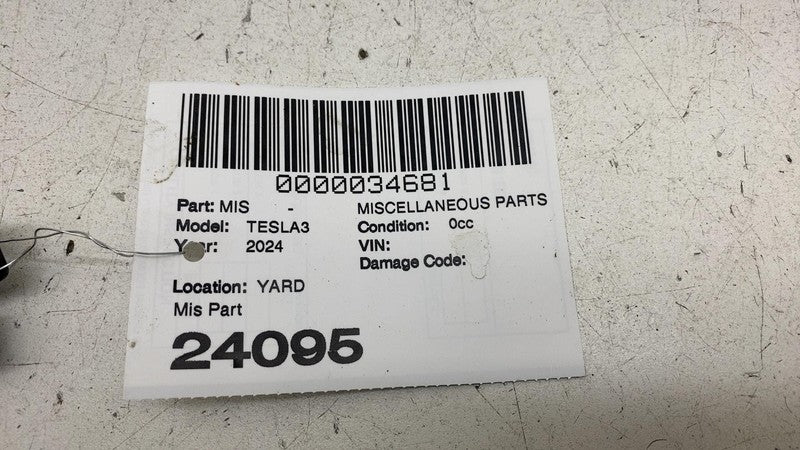 0000034681
Part: MIS - MISCELLANEOUS PARTS
Model: TESLA3 Condition: 0cc
Year: 2024 VIN:
Damage Code:
Location: YARD
Mis Part
24095